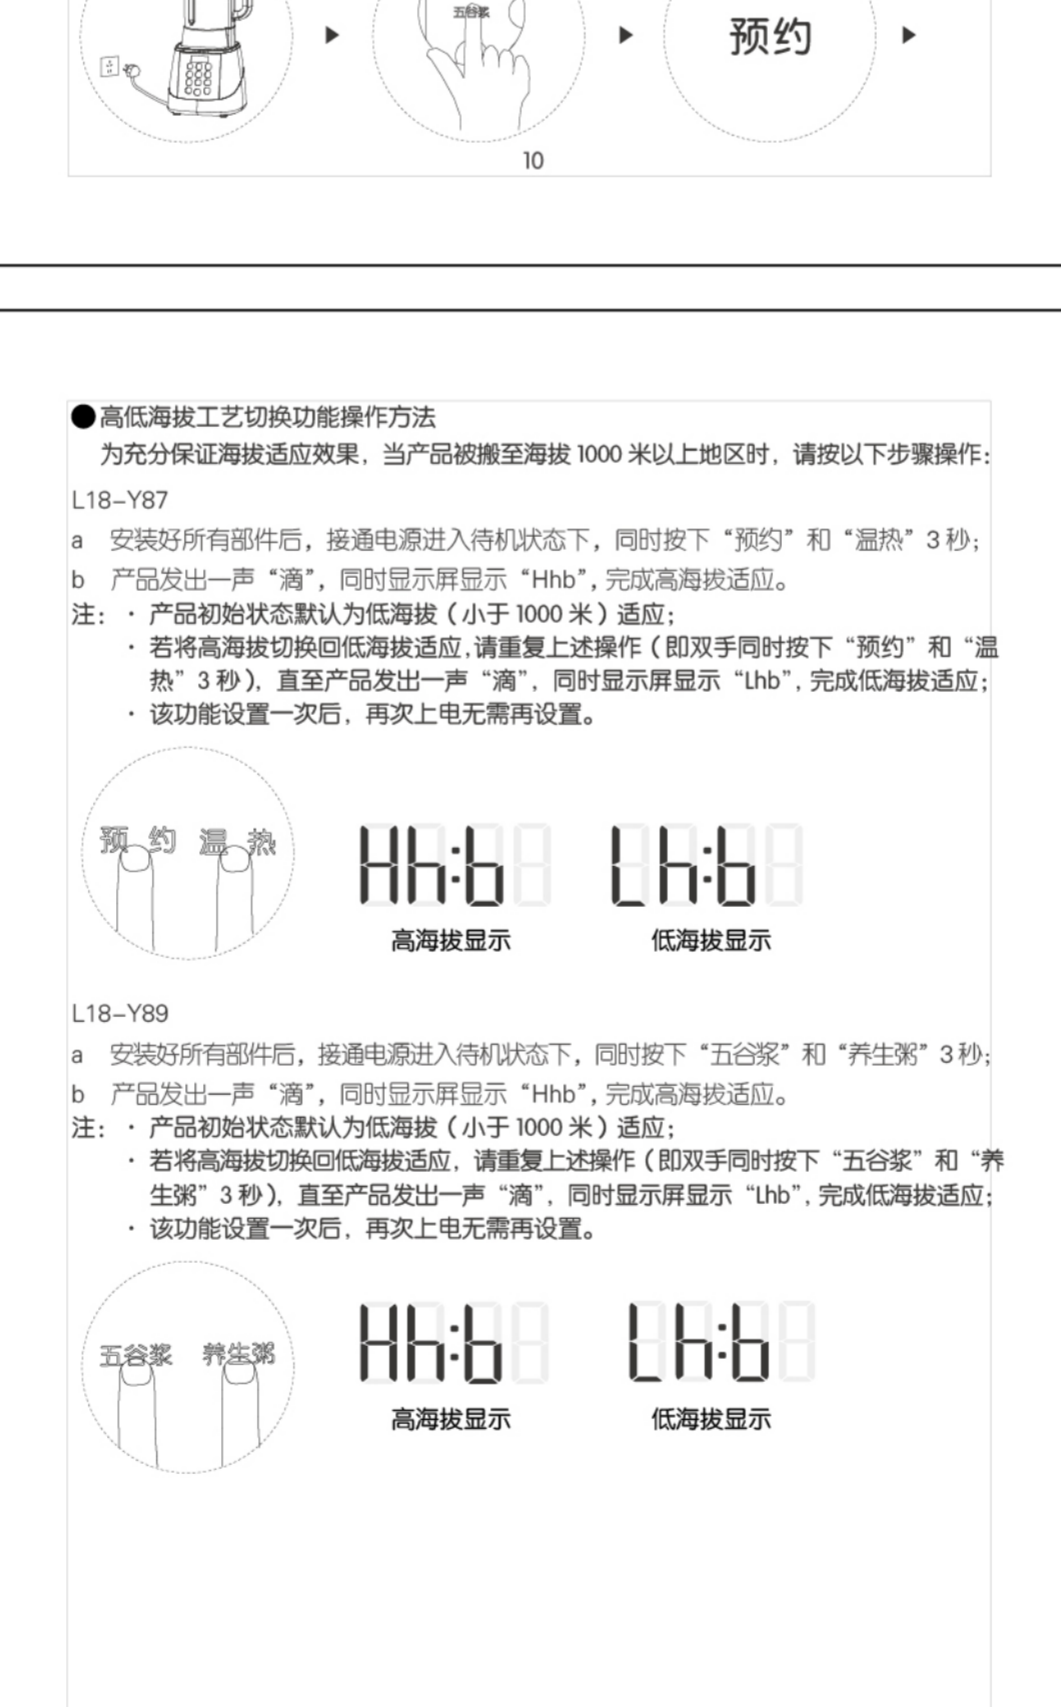 五谷浆
预约
10
●高低海拔工艺切换功能操作方法
为充分保证海拔适应效果，当产品被搬至海拔 1000 米以上地区时，请按以下步骤操作：
L18-Y87
a 安装好所有部件后，接通电源进入待机状态下，同时按下“预约”和“温热”3 秒；
b 产品发出一声“滴”，同时显示屏显示“Hhb”，完成高海拔适应。
注：· 产品初始状态默认为低海拔（小于 1000 米）适应；
· 若将高海拔切换回低海拔适应，请重复上述操作（即双手同时按下“预约”和“温
热”3 秒），直至产品发出一声“滴”，同时显示屏显示“Lhb”，完成低海拔适应；
· 该功能设置一次后，再次上电无需再设置。
预 约 温 热
Hh:b
Lh:b
高海拔显示
低海拔显示
L18-Y89
a 安装好所有部件后，接通电源进入待机状态下，同时按下“五谷浆”和“养生粥”3 秒；
b 产品发出一声“滴”，同时显示屏显示“Hhb”，完成高海拔适应。
注：· 产品初始状态默认为低海拔（小于 1000 米）适应；
· 若将高海拔切换回低海拔适应，请重复上述操作（即双手同时按下“五谷浆”和“养
生粥”3 秒），直至产品发出一声“滴”，同时显示屏显示“Lhb”，完成低海拔适应；
· 该功能设置一次后，再次上电无需再设置。
五谷浆 养生粥
Hh:b
Lh:b
高海拔显示
低海拔显示